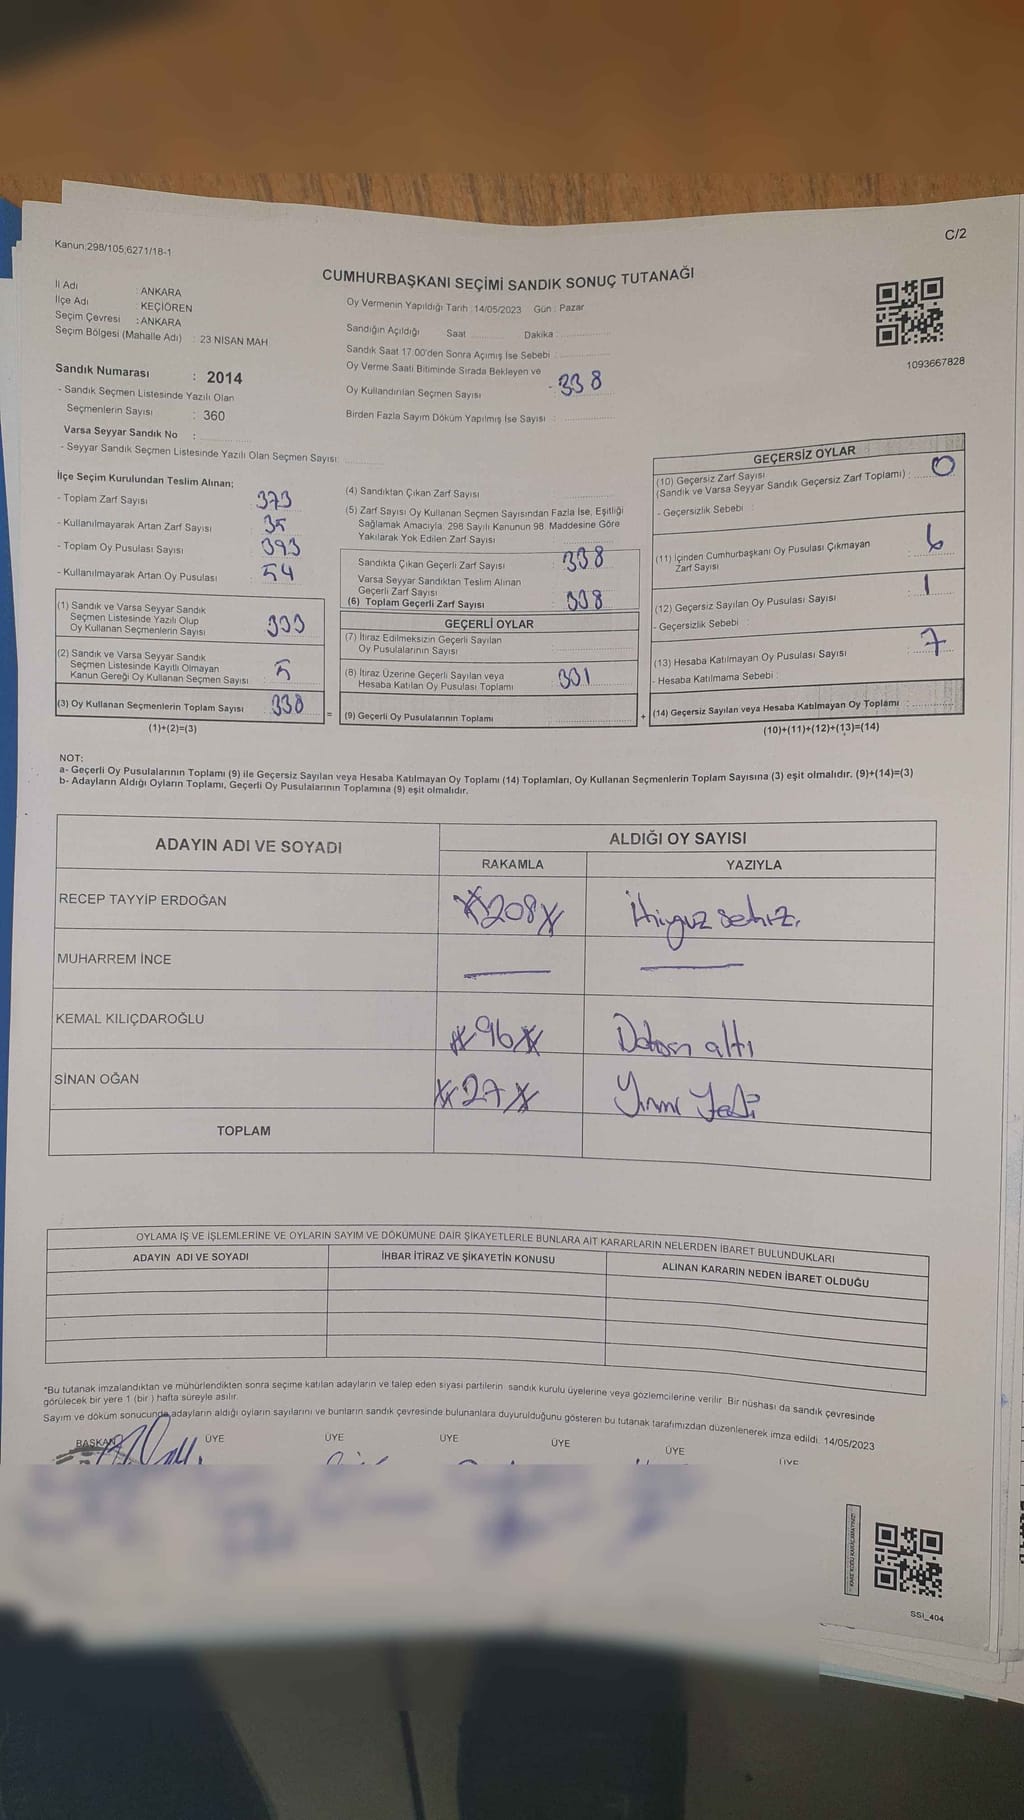 Kanun;298/105,6271/18-1
C/2
CUMHURBAŞKANI SEÇİMİ SANDIK SONUÇ TUTANAĞI
İl Adı : ANKARA
İlçe Adı : KEÇİÖREN
Seçim Çevresi : ANKARA
Seçim Bölgesi (Mahalle Adı) : 23 NİSAN MAH
Sandık Numarası : 2014
- Sandık Seçmen Listesinde Yazılı Olan
Seçmenlerin Sayısı : 360
Varsa Seyyar Sandık No :
- Seyyar Sandık Seçmen Listesinde Yazılı Olan Seçmen Sayısı:
Oy Vermenin Yapıldığı Tarih : 14/05/2023 Gün : Pazar
Sandığın Açıldığı Saat Dakika :
Sandık Saat 17.00'den Sonra Açımış İse Sebebi :
Oy Verme Saati Bitiminde Sırada Bekleyen ve
Oy Kullandırılan Seçmen Sayısı - 338
Birden Fazla Sayım Döküm Yapılmış İse Sayısı :
1093667828
İlçe Seçim Kurulundan Teslim Alınan;
- Toplam Zarf Sayısı : 373
- Kullanılmayarak Artan Zarf Sayısı : 35
- Toplam Oy Pusulası Sayısı : 393
- Kullanılmayarak Artan Oy Pusulası : 54
(1) Sandık ve Varsa Seyyar Sandık
Seçmen Listesinde Yazılı Olup
Oy Kullanan Seçmenlerin Sayısı 333
(2) Sandık ve Varsa Seyyar Sandık
Seçmen Listesinde Kayıtlı Olmayan
Kanun Gereği Oy Kullanan Seçmen Sayısı 5
(3) Oy Kullanan Seçmenlerin Toplam Sayısı 338
(1)+(2)=(3)
(4) Sandıktan Çıkan Zarf Sayısı
(5) Zarf Sayısı Oy Kullanan Seçmen Sayısından Fazla İse, Eşitliği
Sağlamak Amacıyla; 298 Sayılı Kanunun 98. Maddesine Göre
Yakılarak Yok Edilen Zarf Sayısı
Sandıkta Çıkan Geçerli Zarf Sayısı 338
Varsa Seyyar Sandıktan Teslim Alınan
Geçerli Zarf Sayısı
(6) Toplam Geçerli Zarf Sayısı : 338
GEÇERLİ OYLAR
(7) İtiraz Edilmeksizin Geçerli Sayılan
Oy Pusulalarının Sayısı
(8) İtiraz Üzerine Geçerli Sayılan veya
Hesaba Katılan Oy Pusulası Toplamı : 331
= (9) Geçerli Oy Pusulalarının Toplamı
GEÇERSİZ OYLAR
(10) Geçersiz Zarf Sayısı
(Sandık ve Varsa Seyyar Sandık Geçersiz Zarf Toplamı) : 0
- Geçersizlik Sebebi :
(11) İçinden Cumhurbaşkanı Oy Pusulası Çıkmayan
Zarf Sayısı : 6
(12) Geçersiz Sayılan Oy Pusulası Sayısı : 1
- Geçersizlik Sebebi :
(13) Hesaba Katılmayan Oy Pusulası Sayısı : 7
- Hesaba Katılmama Sebebi :
+ (14) Geçersiz Sayılan veya Hesaba Katılmayan Oy Toplamı :
(10)+(11)+(12)+(13)=(14)
NOT:
a- Geçerli Oy Pusulalarının Toplamı (9) ile Geçersiz Sayılan veya Hesaba Katılmayan Oy Toplamı (14) Toplamları, Oy Kullanan Seçmenlerin Toplam Sayısına (3) eşit olmalıdır. (9)+(14)=(3)
b- Adayların Aldığı Oyların Toplamı, Geçerli Oy Pusulalarının Toplamına (9) eşit olmalıdır.
ADAYIN ADI VE SOYADI ALDIĞI OY SAYISI
RAKAMLA YAZIYLA
RECEP TAYYİP ERDOĞAN 208 İkiyüz sekiz.
MUHARREM İNCE
KEMAL KILIÇDAROĞLU 96 Doksan altı
SİNAN OĞAN 27 Yirmi Yedi
TOPLAM
OYLAMA İŞ VE İŞLEMLERİNE VE OYLARIN SAYIM VE DÖKÜMÜNE DAİR ŞİKAYETLERLE BUNLARA AİT KARARLARIN NELERDEN İBARET BULUNDUKLARI
ADAYIN ADI VE SOYADI İHBAR İTİRAZ VE ŞİKAYETİN KONUSU ALINAN KARARIN NEDEN İBARET OLDUĞU
*Bu tutanak imzalandıktan ve mühürlendikten sonra seçime katılan adayların ve talep eden siyasi partilerin sandık kurulu üyelerine veya gözlemcilerine verilir. Bir nüshası da sandık çevresinde
görülecek bir yere 1 (bir ) hafta süreyle asılır.
Sayım ve döküm sonucunda adayların aldığı oyların sayılarını ve bunların sandık çevresinde bulunanlara duyurulduğunu gösteren bu tutanak tarafımızdan düzenlenerek imza edildi. 14/05/2023
BAŞKAN ÜYE ÜYE ÜYE ÜYE ÜYE ÜYE
SSİ_404